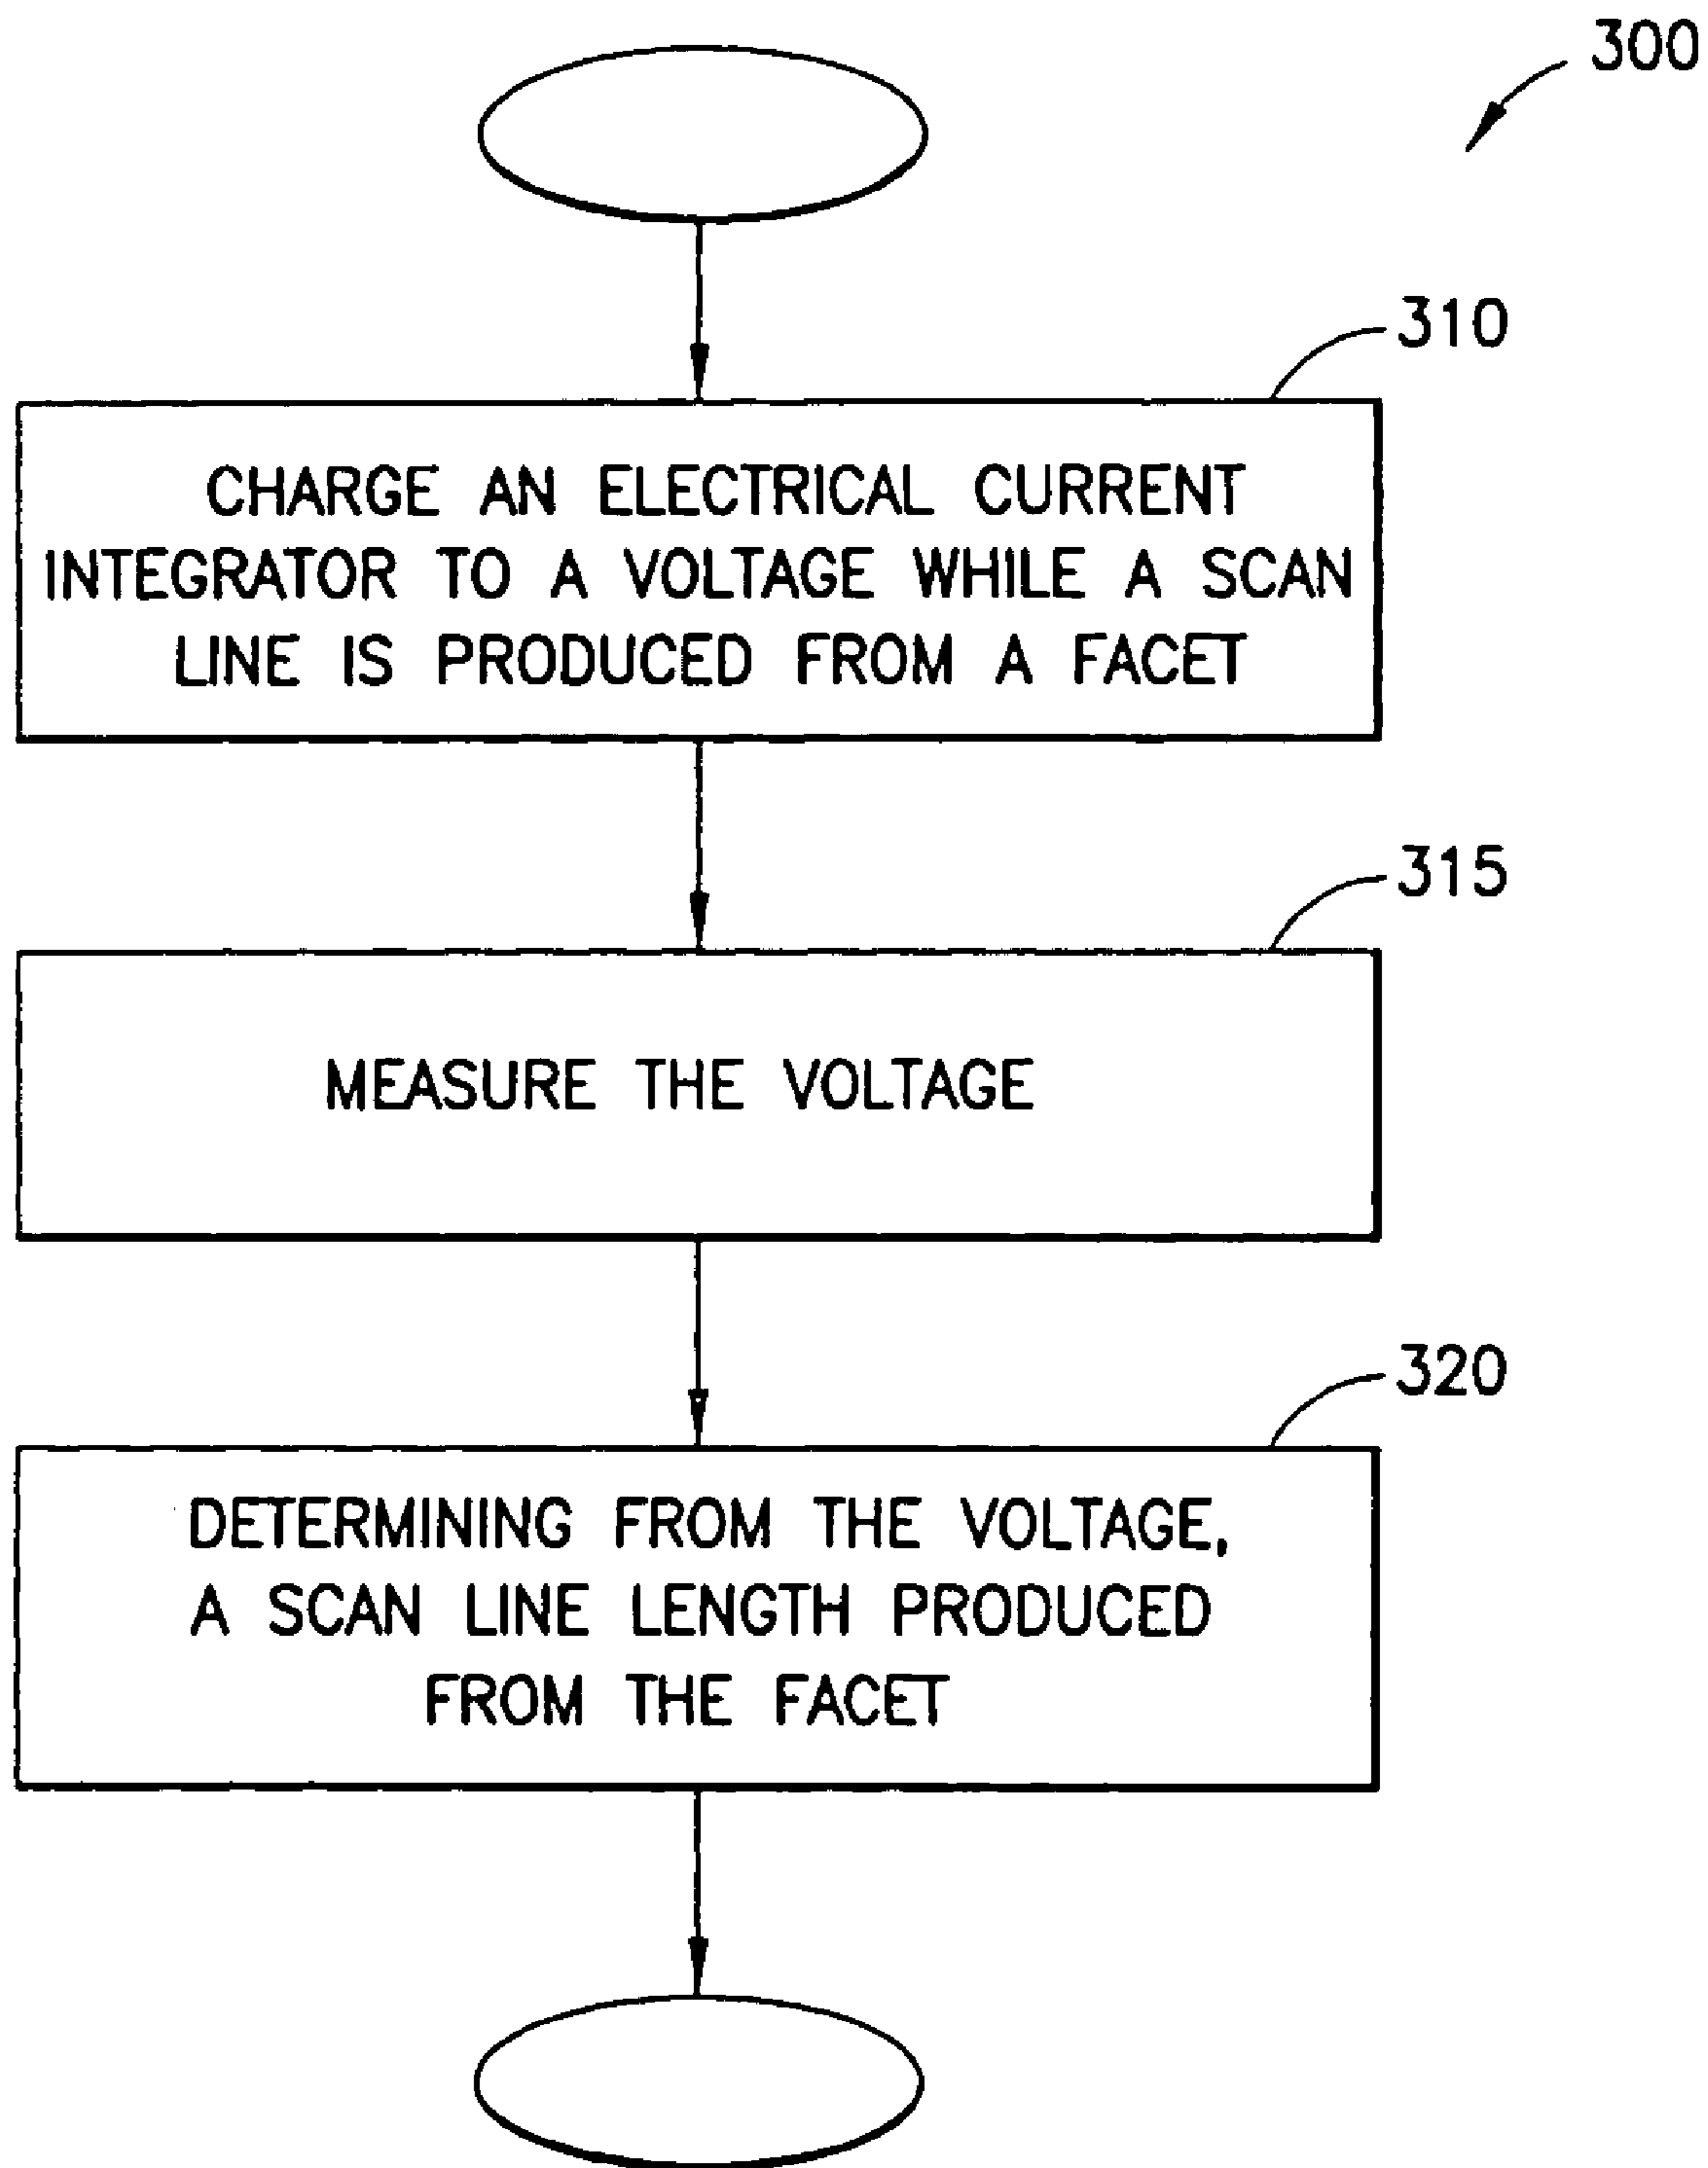 300
310
CHARGE AN ELECTRICAL CURRENT
INTEGRATOR TO A VOLTAGE WHILE A SCAN
LINE IS PRODUCED FROM A FACET
315
MEASURE THE VOLTAGE
320
DETERMINING FROM THE VOLTAGE,
A SCAN LINE LENGTH PRODUCED
FROM THE FACET